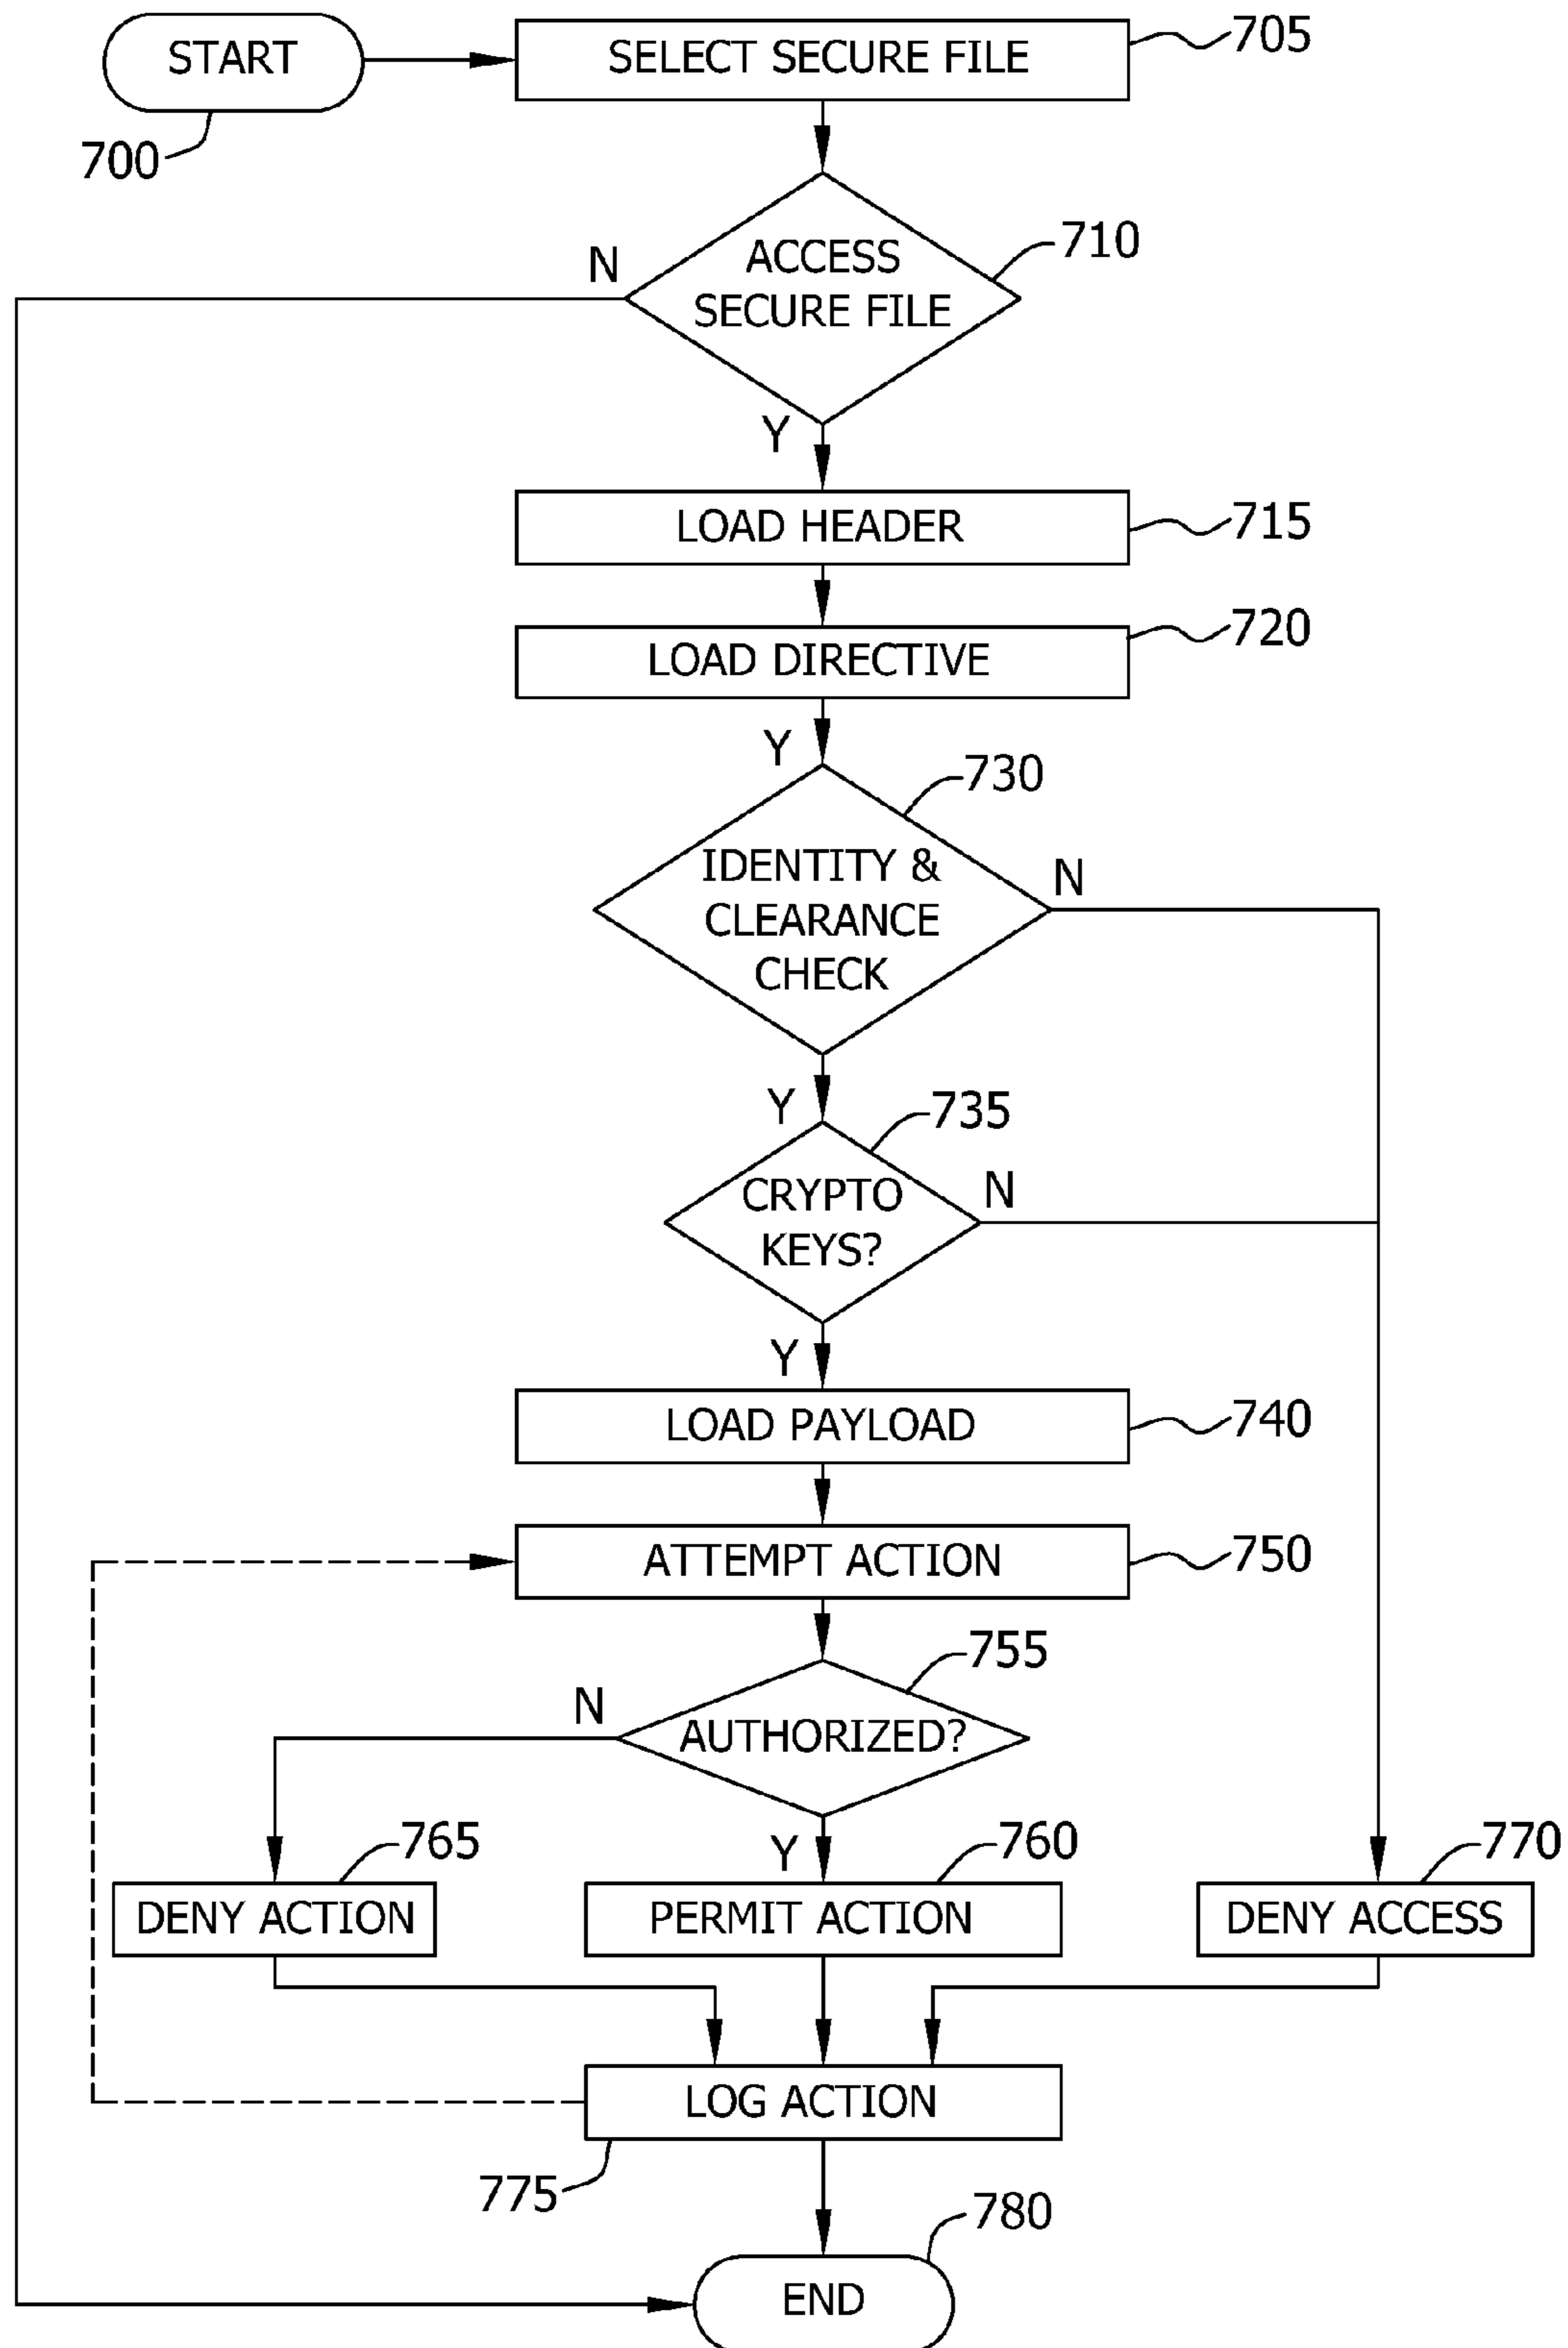 START
SELECT SECURE FILE
705
700
ACCESS
SECURE FILE
710
N
Y
LOAD HEADER
715
LOAD DIRECTIVE
720
Y
730
IDENTITY &
CLEARANCE
CHECK
N
Y
735
CRYPTO
KEYS?
N
Y
LOAD PAYLOAD
740
ATTEMPT ACTION
750
755
N
AUTHORIZED?
Y
765
760
770
DENY ACTION
PERMIT ACTION
DENY ACCESS
LOG ACTION
775
780
END